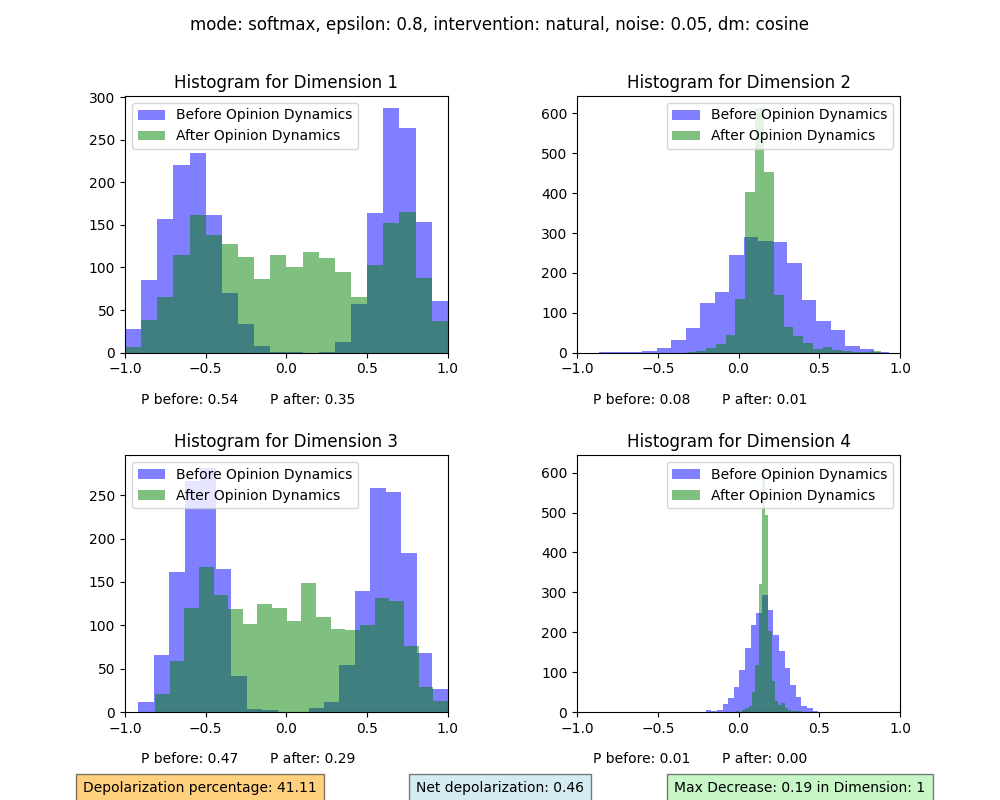 mode: softmax, epsilon: 0.8, intervention: natural, noise: 0.05, dm: cosine
Histogram for Dimension 1
Before Opinion Dynamics
After Opinion Dynamics
300
250
200
150
100
50
0
−1.0 −0.5 0.0 0.5 1.0
P before: 0.54 P after: 0.35
Histogram for Dimension 2
Before Opinion Dynamics
After Opinion Dynamics
600
500
400
300
200
100
0
−1.0 −0.5 0.0 0.5 1.0
P before: 0.08 P after: 0.01
Histogram for Dimension 3
Before Opinion Dynamics
After Opinion Dynamics
250
200
150
100
50
0
−1.0 −0.5 0.0 0.5 1.0
P before: 0.47 P after: 0.29
Histogram for Dimension 4
Before Opinion Dynamics
After Opinion Dynamics
600
500
400
300
200
100
0
−1.0 −0.5 0.0 0.5 1.0
P before: 0.01 P after: 0.00
Depolarization percentage: 41.11
Net depolarization: 0.46
Max Decrease: 0.19 in Dimension: 1